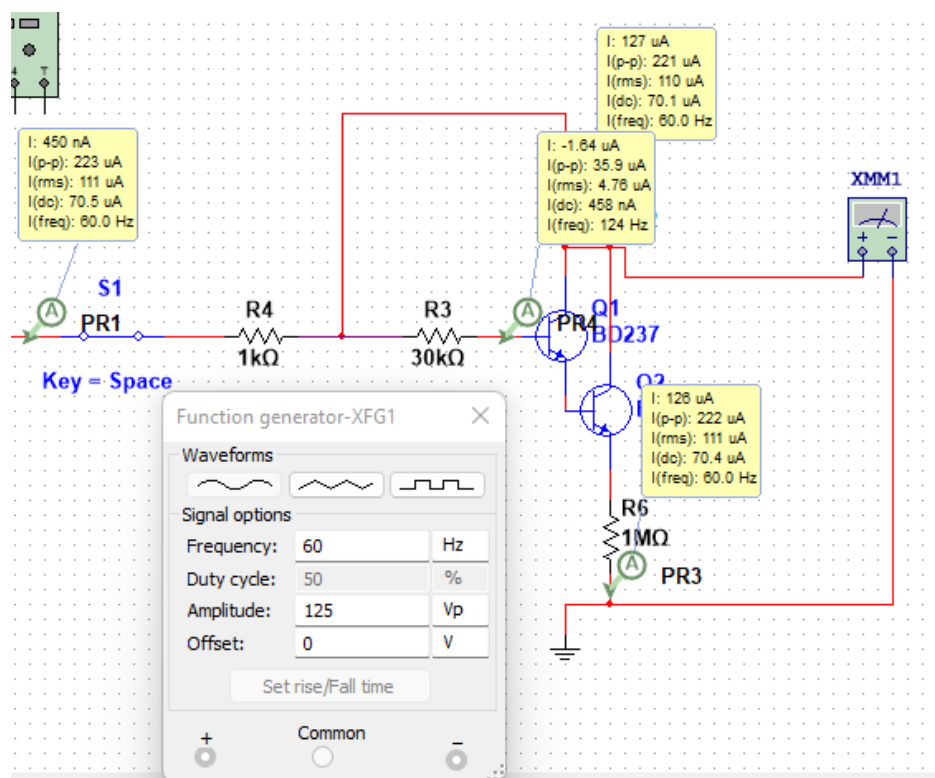 T
I: 127 uA
I(p-p): 221 uA
I(rms): 110 uA
I(dc): 70.1 uA
I(freq): 60.0 Hz
I: 450 nA
I(p-p): 223 uA
I(rms): 111 uA
I(dc): 70.5 uA
I(freq): 60.0 Hz
I: -1.64 uA
I(p-p): 35.9 uA
I(rms): 4.76 uA
I(dc): 458 nA
I(freq): 124 Hz
XMM1
+ −
S1
A
PR1
R4
1kΩ
R3
30kΩ
A
PR4
Q1
BD237
Key = Space
Q2
I: 126 uA
I(p-p): 222 uA
I(rms): 111 uA
I(dc): 70.4 uA
I(freq): 60.0 Hz
R6
1MΩ
A
PR3
Function generator-XFG1
Waveforms
Signal options
Frequency: 60 Hz
Duty cycle: 50 %
Amplitude: 125 Vp
Offset: 0 V
Set rise/Fall time
+ Common −